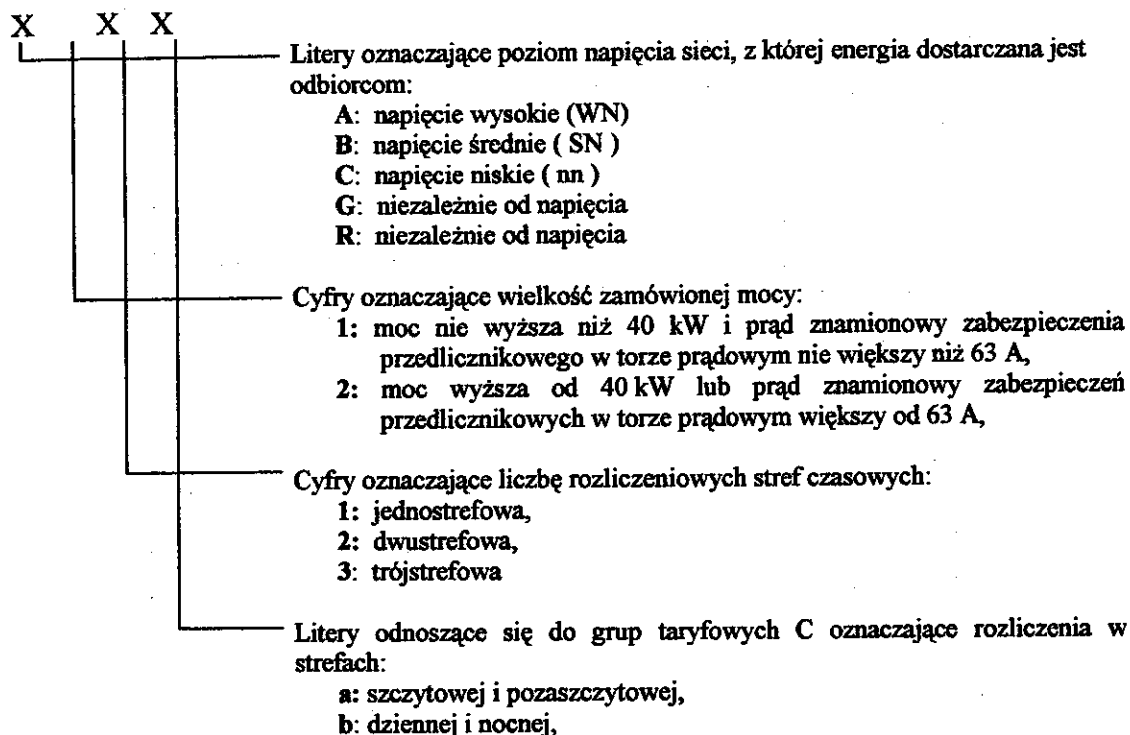 X X X
Litery oznaczające poziom napięcia sieci, z której energia dostarczana jest
odbiorcom:
A: napięcie wysokie (WN)
B: napięcie średnie ( SN )
C: napięcie niskie ( nn )
G: niezależnie od napięcia
R: niezależnie od napięcia
Cyfry oznaczające wielkość zamówionej mocy:
1: moc nie wyższa niż 40 kW i prąd znamionowy zabezpieczenia
przedlicznikowego w torze prądowym nie większy niż 63 A,
2: moc wyższa od 40 kW lub prąd znamionowy zabezpieczeń
przedlicznikowych w torze prądowym większy od 63 A,
Cyfry oznaczające liczbę rozliczeniowych stref czasowych:
1: jednostrefowa,
2: dwustrefowa,
3: trójstrefowa
Litery odnoszące się do grup taryfowych C oznaczające rozliczenia w
strefach:
a: szczytowej i pozaszczytowej,
b: dziennej i nocnej,